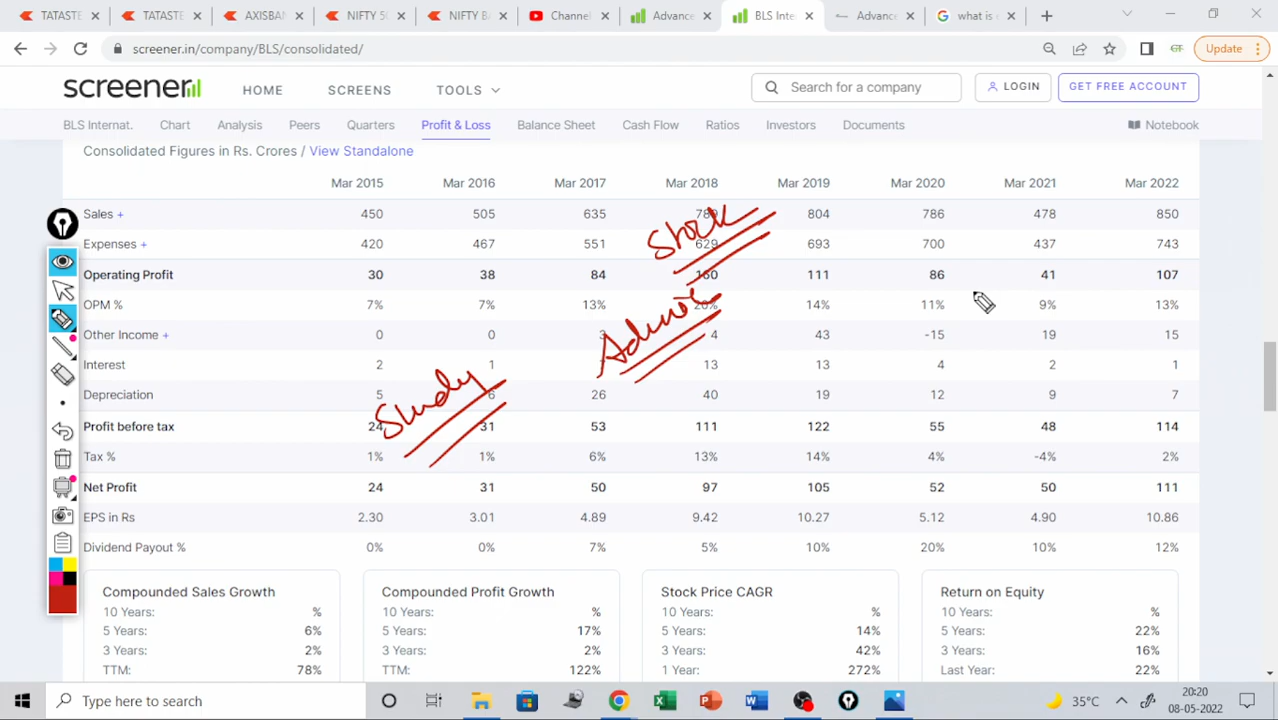 TATASTE
TATASTE
AXISBAN
NIFTY 50
NIFTY BA
Channel
Advance
BLS Inte
Advance
what is
screener.in/company/BLS/consolidated/
GT
Update
screener
HOME
SCREENS
TOOLS
Search for a company
LOGIN
GET FREE ACCOUNT
BLS Internat.
Chart
Analysis
Peers
Quarters
Profit & Loss
Balance Sheet
Cash Flow
Ratios
Investors
Documents
Notebook
Consolidated Figures in Rs. Crores / View Standalone
Mar 2015 Mar 2016 Mar 2017 Mar 2018 Mar 2019 Mar 2020 Mar 2021 Mar 2022
Sales + 450 505 635 789 804 786 478 850
Expenses + 420 467 551 629 693 700 437 743
Operating Profit 30 38 84 160 111 86 41 107
OPM % 7% 7% 13% 20% 14% 11% 9% 13%
Other Income + 0 0 3 4 43 -15 19 15
Interest 2 1 13 13 4 2 1
Depreciation 5 6 26 40 19 12 9 7
Profit before tax 24 31 53 111 122 55 48 114
Tax % 1% 1% 6% 13% 14% 4% -4% 2%
Net Profit 24 31 50 97 105 52 50 111
EPS in Rs 2.30 3.01 4.89 9.42 10.27 5.12 4.90 10.86
Dividend Payout % 0% 0% 7% 5% 10% 20% 10% 12%
Stock
Study
Compounded Sales Growth
10 Years: %
5 Years: 6%
3 Years: 2%
TTM: 78%
Compounded Profit Growth
10 Years: %
5 Years: 17%
3 Years: 2%
TTM: 122%
Stock Price CAGR
10 Years: %
5 Years: 14%
3 Years: 42%
1 Year: 272%
Return on Equity
10 Years: %
5 Years: 22%
3 Years: 16%
Last Year: 22%
Type here to search
35°C
20:20
08-05-2022